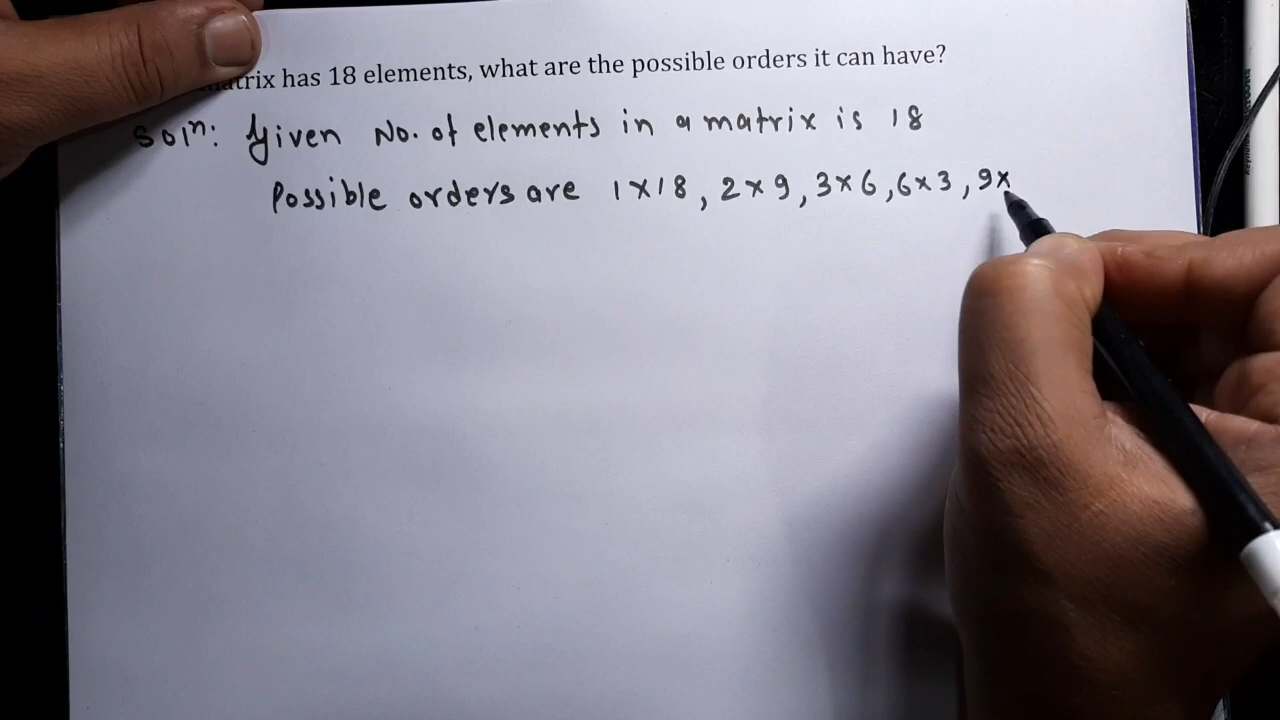 has 18 elements, what are the possible orders it can have?
Soln: Given No. of elements in a matrix is 18
Possible orders are 1×18, 2×9, 3×6, 6×3, 9×